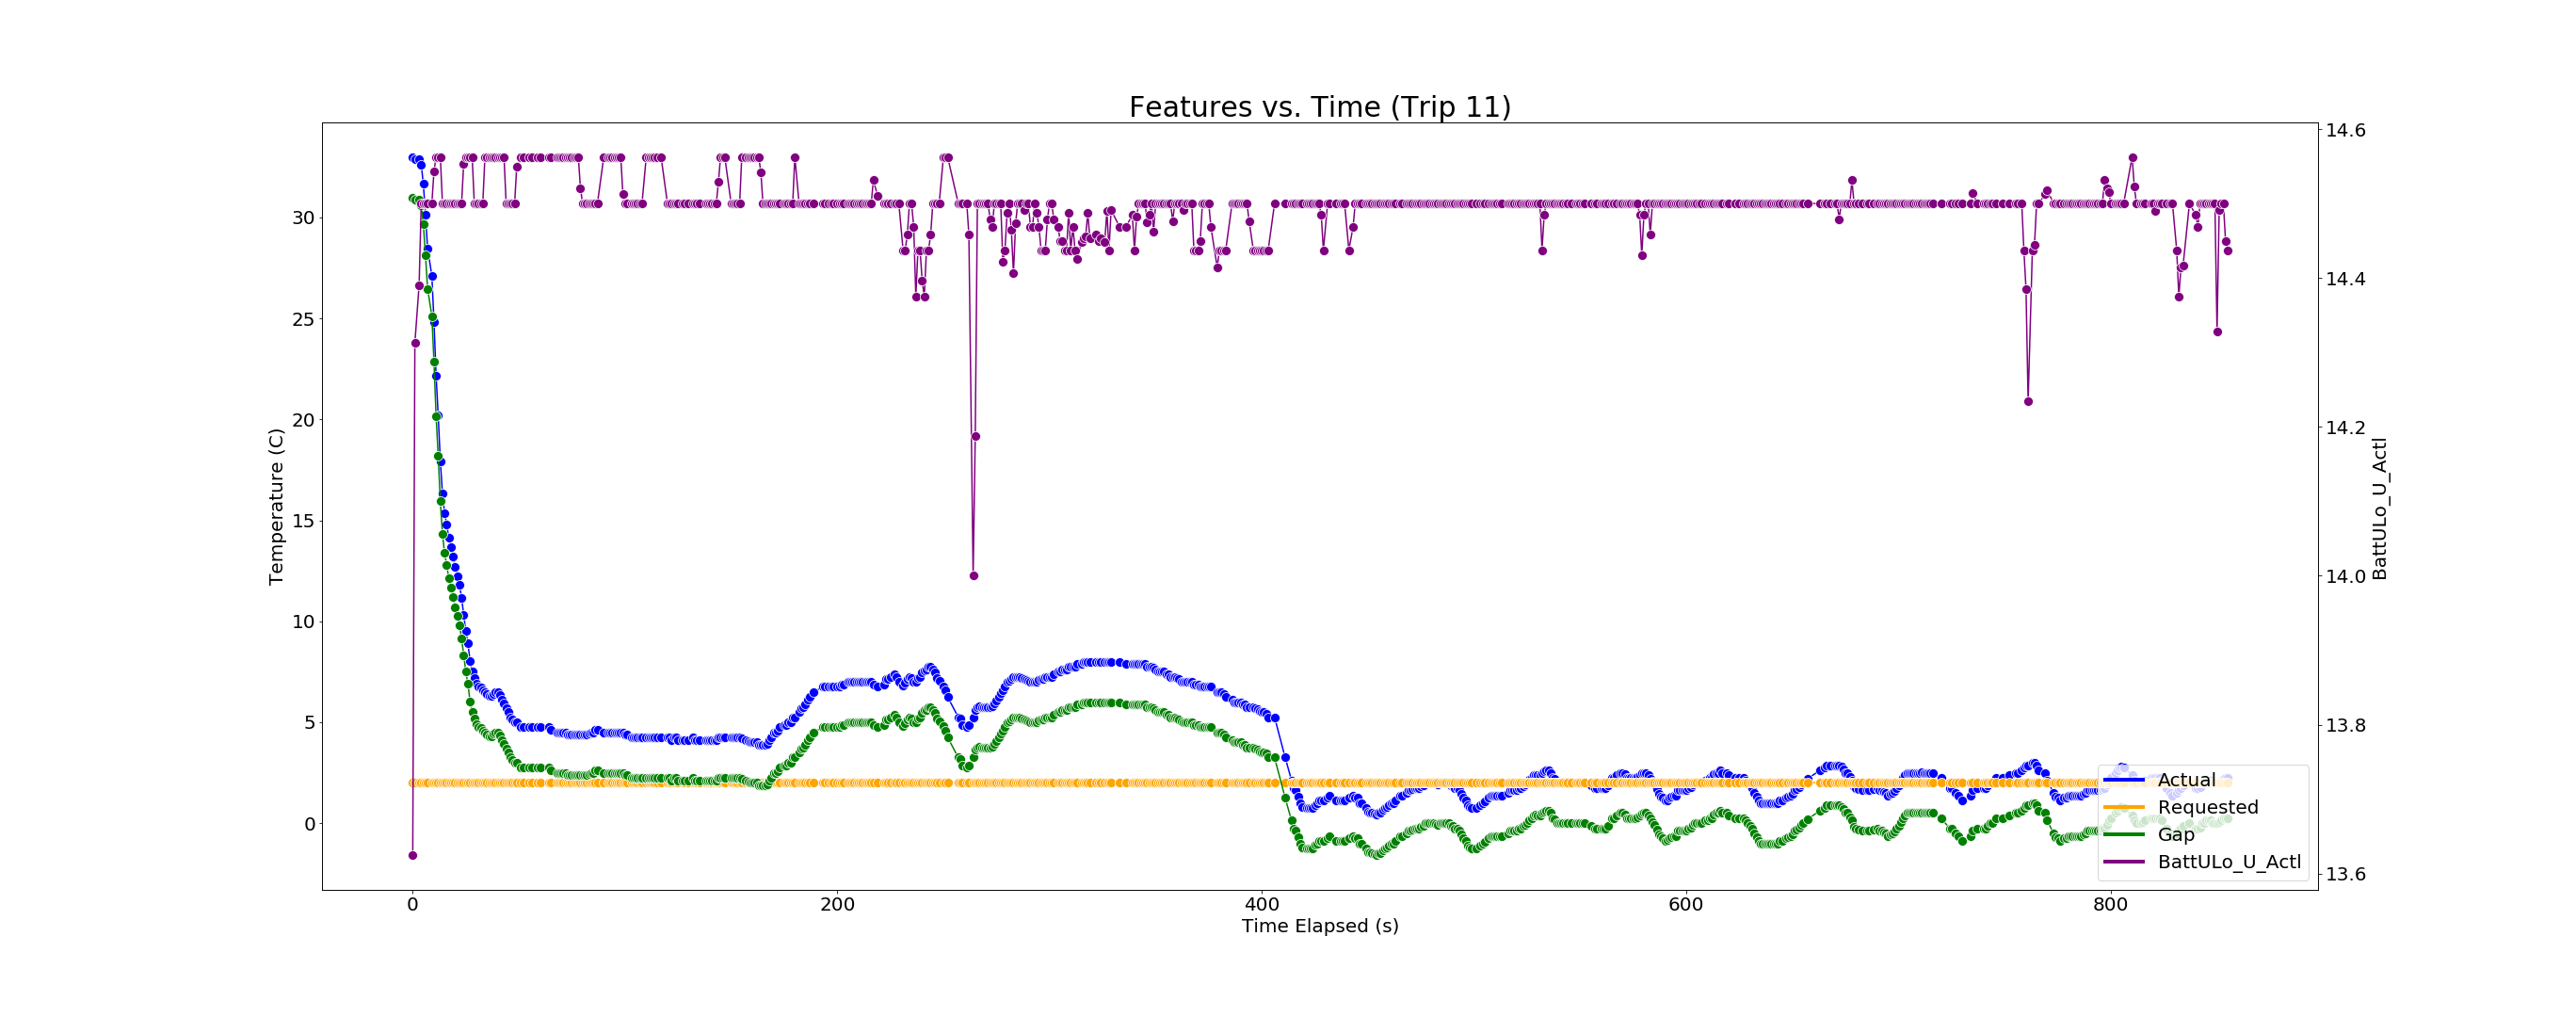 Features vs. Time (Trip 11)
Temperature (C)
30
25
20
15
10
5
0
14.6
14.4
14.2
14.0
13.8
13.6
BattULo_U_Actl
Actual
Requested
Gap
BattULo_U_Actl
0 200 400 600 800
Time Elapsed (s)